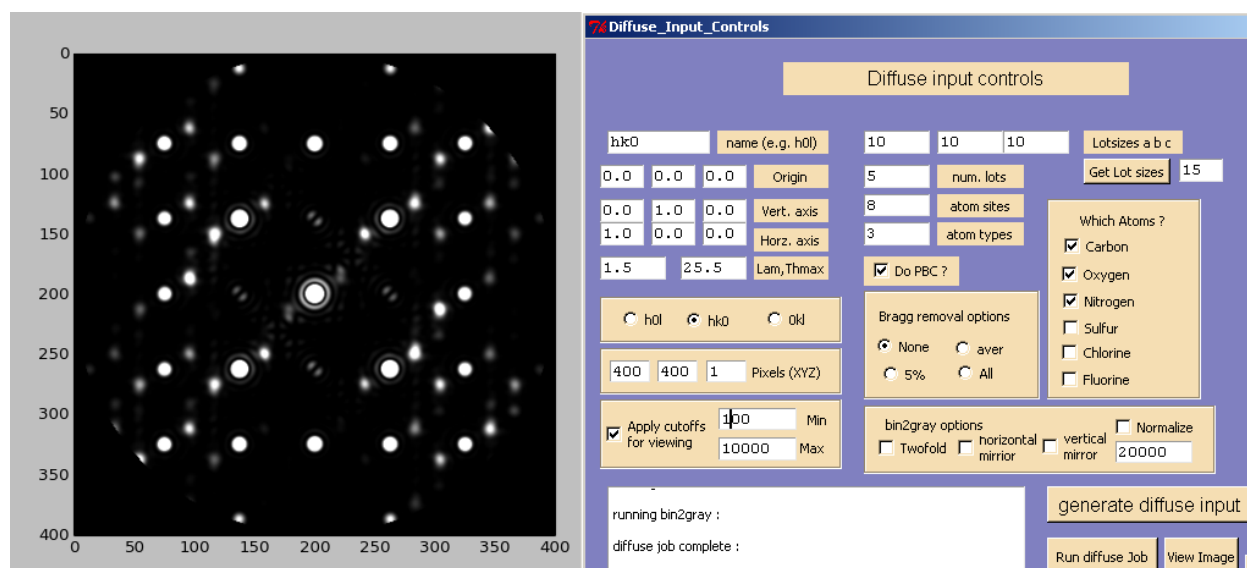 0
50
100
150
200
250
300
350
400
0 50 100 150 200 250 300 350 400
Diffuse_Input_Controls
Diffuse input controls
hk0 name (e.g. h0l)
0.0 0.0 0.0 Origin
0.0 1.0 0.0 Vert. axis
1.0 0.0 0.0 Horz. axis
1.5 25.5 Lam,Thmax
h0l hk0 0kl
400 400 1 Pixels (XYZ)
Apply cutoffs
for viewing
100 Min
10000 Max
10 10 10 Lotsizes a b c
5 num. lots
Get Lot sizes 15
8 atom sites
3 atom types
Do PBC ?
Bragg removal options
None aver
5% All
Which Atoms ?
Carbon
Oxygen
Nitrogen
Sulfur
Chlorine
Fluorine
bin2gray options
Twofold
horizontal
mirrior
vertical
mirror
Normalize
20000
running bin2gray :
diffuse job complete :
generate diffuse input
Run diffuse Job View Image